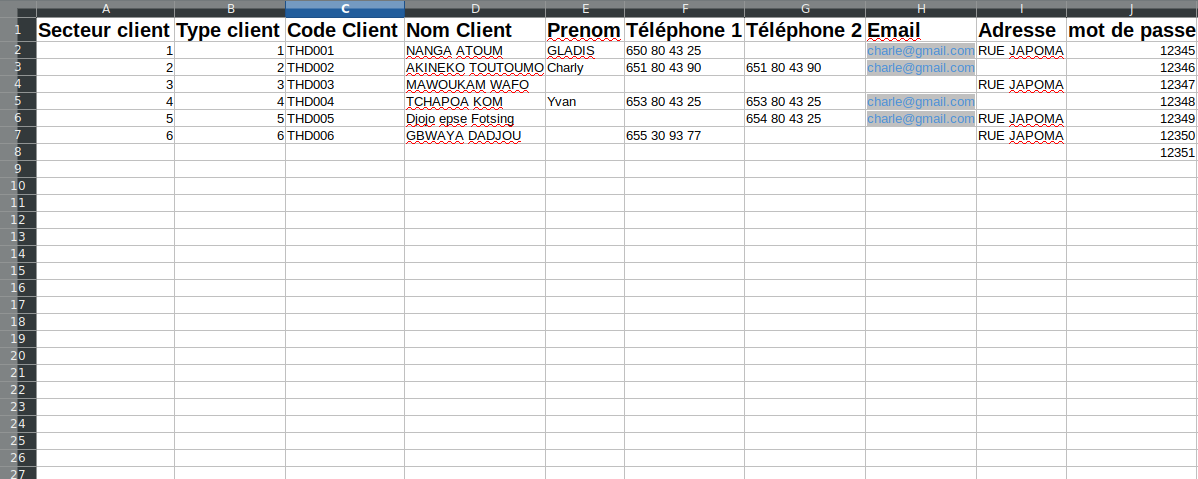 A B C D E F G H I J
1 Secteur client Type client Code Client Nom Client Prenom Téléphone 1 Téléphone 2 Email Adresse mot de passe
2 1 1 THD001 NANGA ATOUM GLADIS 650 80 43 25 charle@gmail.com RUE JAPOMA 12345
3 2 2 THD002 AKINEKO TOUTOUMO Charly 651 80 43 90 651 80 43 90 charle@gmail.com 12346
4 3 3 THD003 MAWOUKAM WAFO RUE JAPOMA 12347
5 4 4 THD004 TCHAPOA KOM Yvan 653 80 43 25 653 80 43 25 charle@gmail.com 12348
6 5 5 THD005 Djojo epse Fotsing 654 80 43 25 charle@gmail.com RUE JAPOMA 12349
7 6 6 THD006 GBWAYA DADJOU 655 30 93 77 RUE JAPOMA 12350
8 12351
9
10
11
12
13
14
15
16
17
18
19
20
21
22
23
24
25
26
27